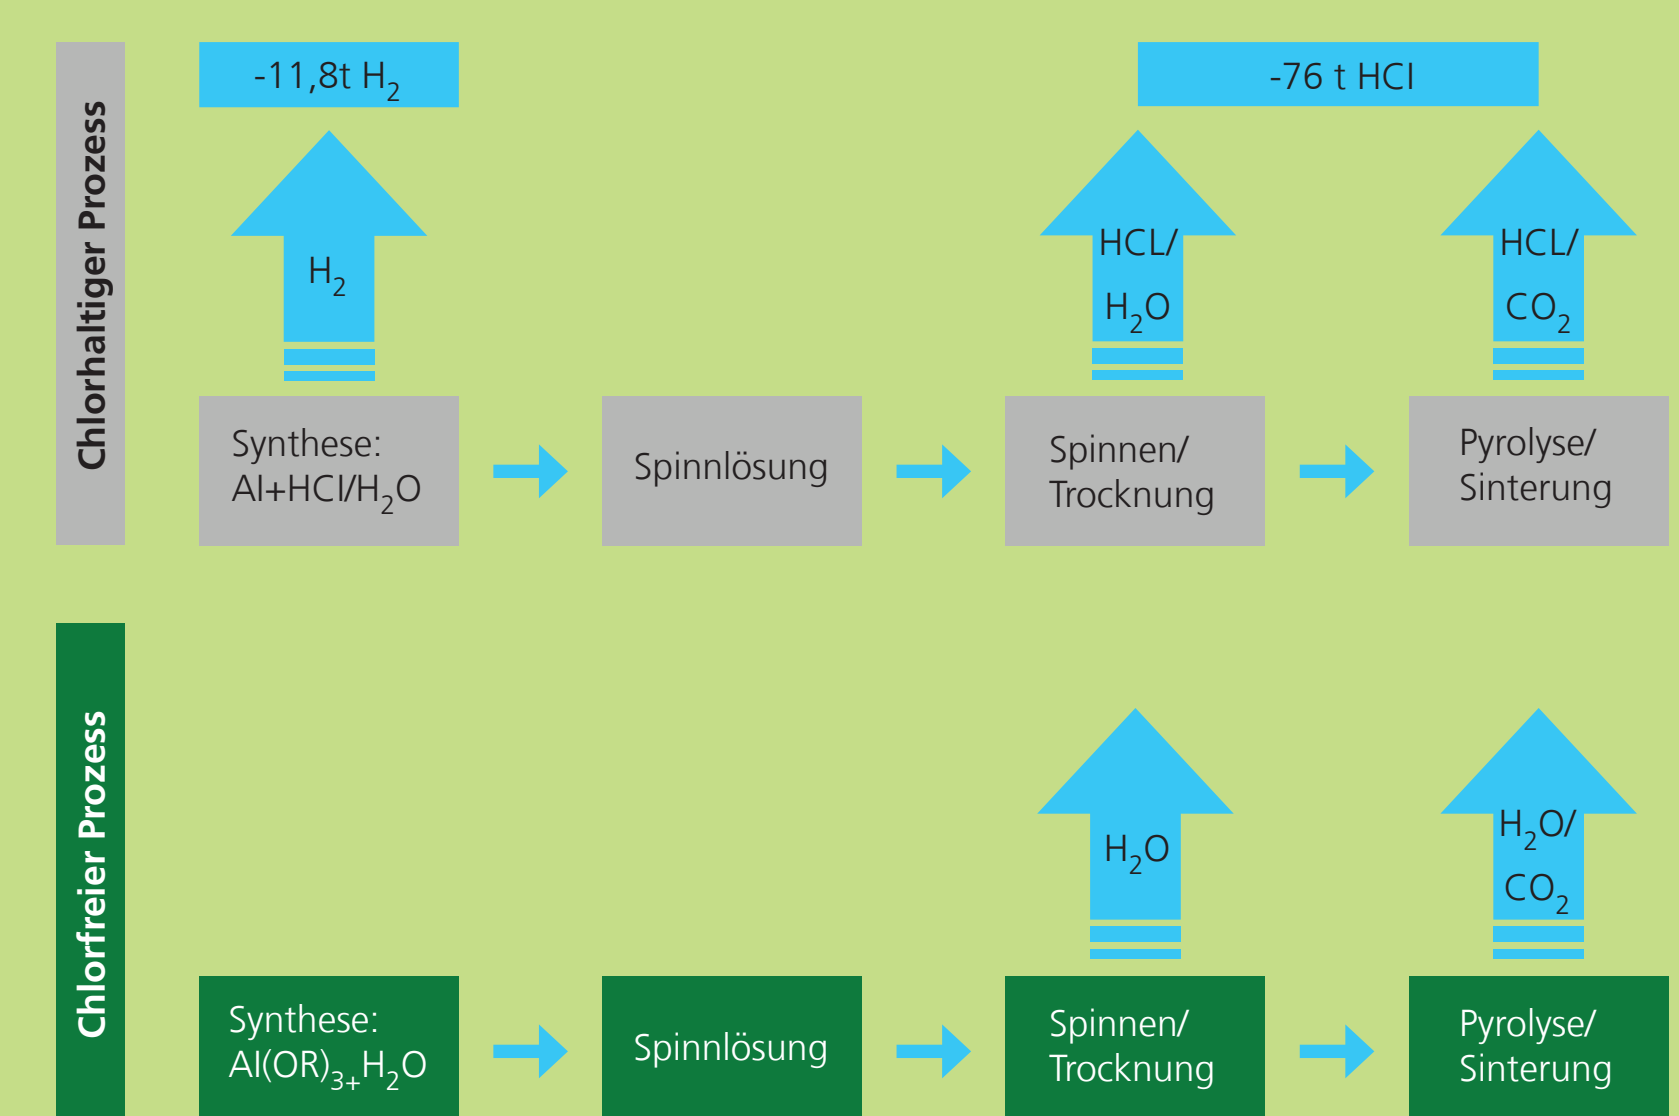 Chlorhaltiger Prozess
-11,8t H₂
-76 t HCl
H₂
HCL/
H₂O
HCL/
CO₂
Synthese:
Al+HCl/H₂O
Spinnlösung
Spinnen/
Trocknung
Pyrolyse/
Sinterung
Chlorfreier Prozess
H₂O
H₂O/
CO₂
Synthese:
Al(OR)₃₊H₂O
Spinnlösung
Spinnen/
Trocknung
Pyrolyse/
Sinterung